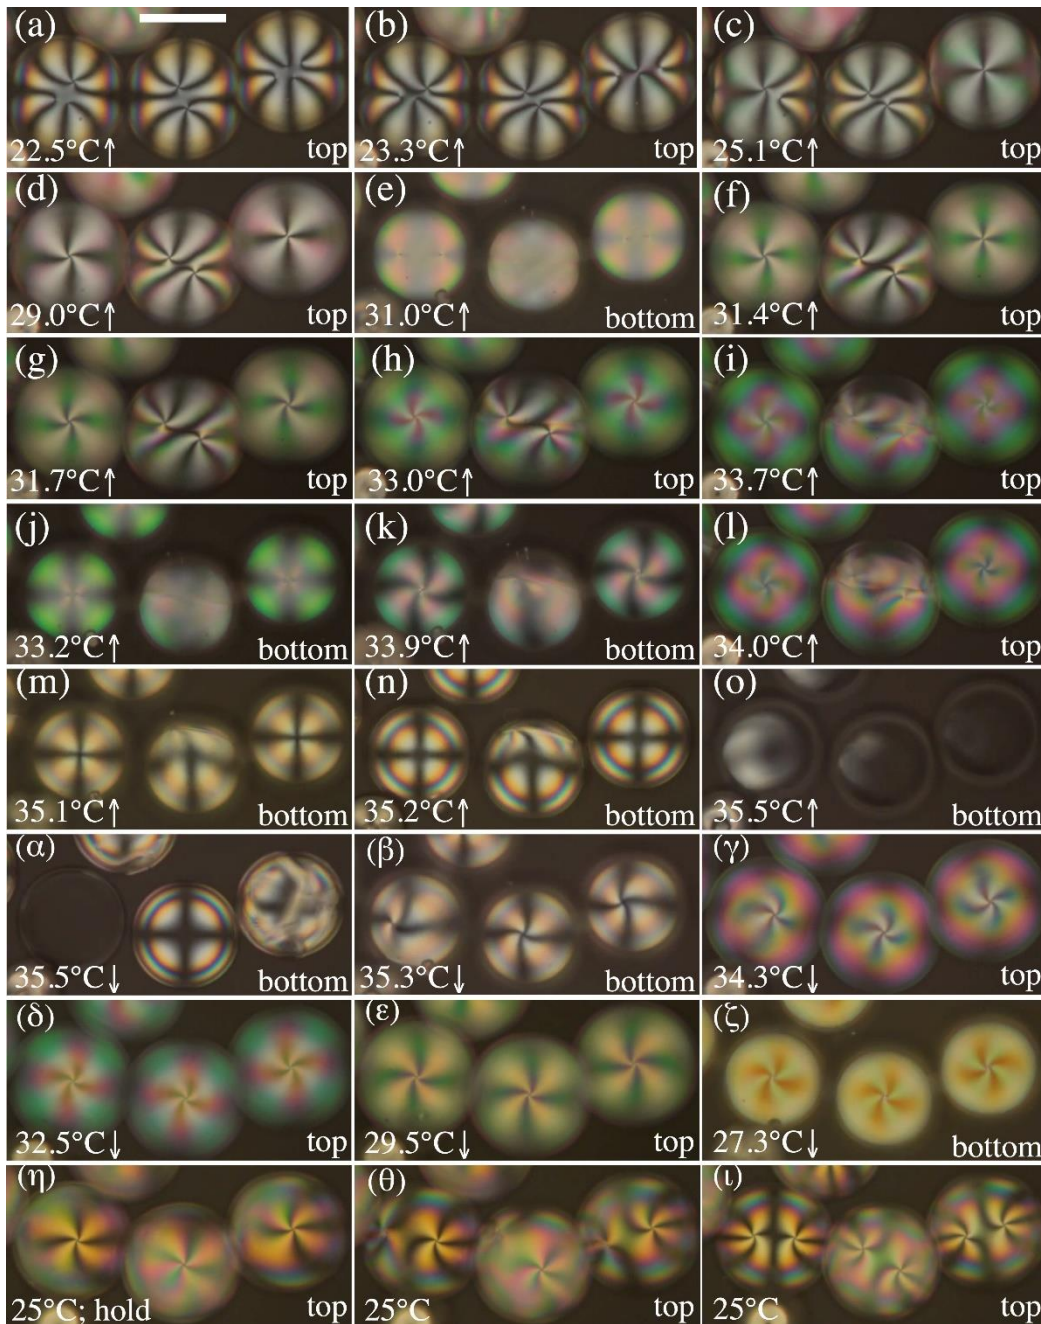 (a)
22.5°C↑ top
(b)
23.3°C↑ top
(c)
25.1°C↑ top
(d)
29.0°C↑ top
(e)
31.0°C↑ bottom
(f)
31.4°C↑ top
(g)
31.7°C↑ top
(h)
33.0°C↑ top
(i)
33.7°C↑ top
(j)
33.2°C↑ bottom
(k)
33.9°C↑ bottom
(l)
34.0°C↑ top
(m)
35.1°C↑ bottom
(n)
35.2°C↑ bottom
(o)
35.5°C↑ bottom
(α)
35.5°C↓ bottom
(β)
35.3°C↓ bottom
(γ)
34.3°C↓ top
(δ)
32.5°C↓ top
(ε)
29.5°C↓ top
(ζ)
27.3°C↓ bottom
(η)
25°C; hold top
(θ)
25°C top
(ι)
25°C top